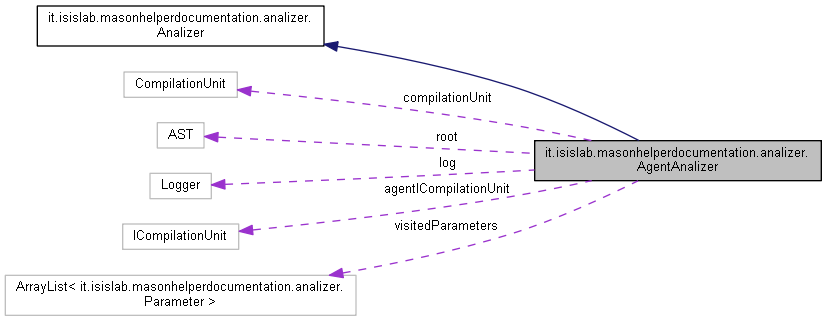 it.isislab.masonhelperdocumentation.analizer.
Analizer
CompilationUnit
compilationUnit
AST
root
it.isislab.masonhelperdocumentation.analizer.
AgentAnalizer
log
Logger
agentICompilationUnit
ICompilationUnit
visitedParameters
ArrayList< it.isislab.masonhelperdocumentation.analizer.
Parameter >